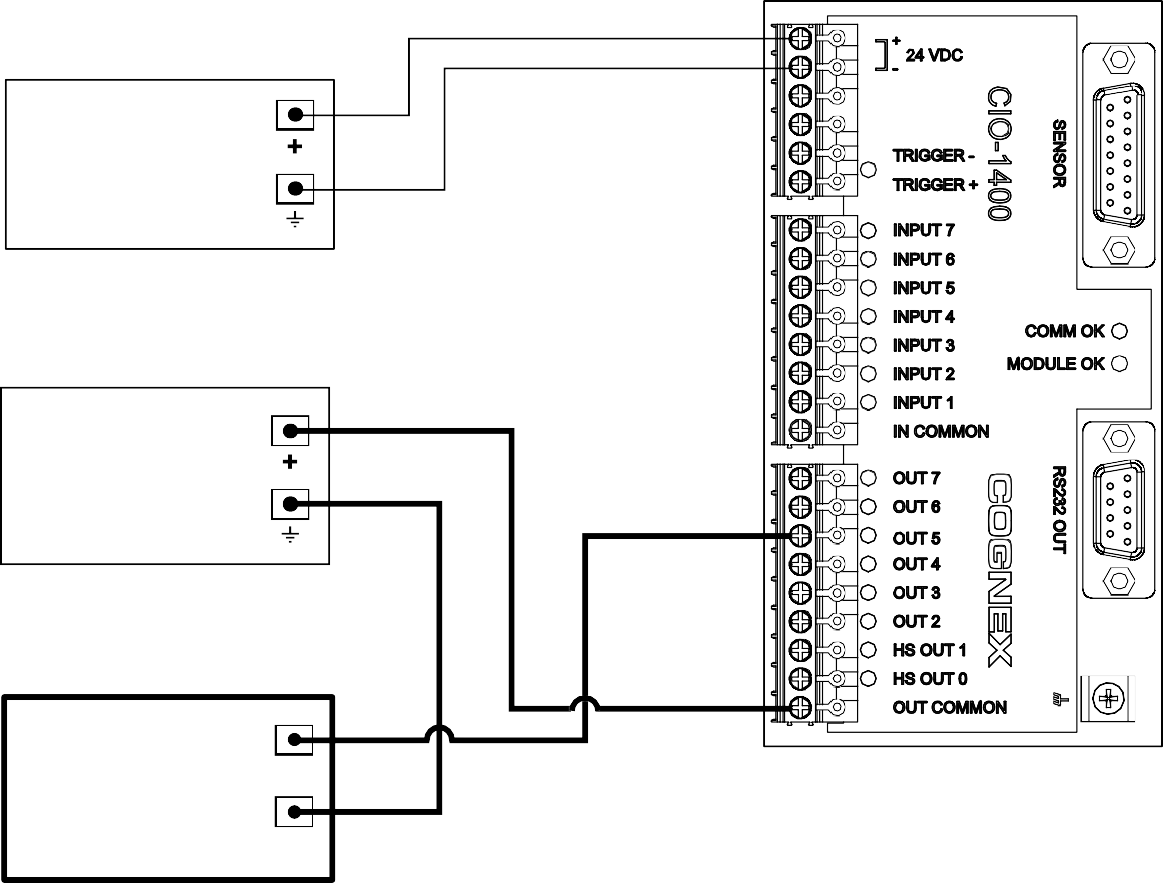 +
-
24 VDC
CIO-1400
SENSOR
+
TRIGGER -
TRIGGER +
INPUT 7
INPUT 6
INPUT 5
INPUT 4
INPUT 3
INPUT 2
INPUT 1
IN COMMON
COMM OK
MODULE OK
+
OUT 7
OUT 6
OUT 5
OUT 4
OUT 3
OUT 2
HS OUT 1
HS OUT 0
OUT COMMON
COGNEX
RS232 OUT